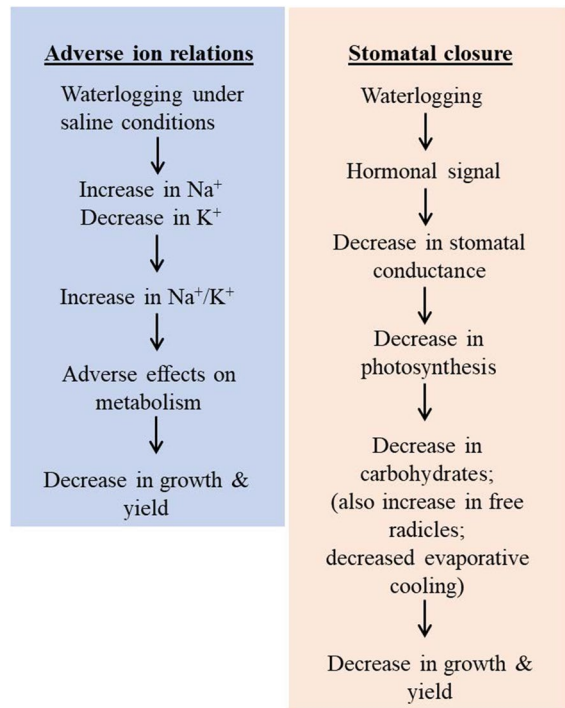 Adverse ion relations
Waterlogging under
saline conditions
Increase in Na⁺
Decrease in K⁺
Increase in Na⁺/K⁺
Adverse effects on
metabolism
Decrease in growth &
yield
Stomatal closure
Waterlogging
Hormonal signal
Decrease in stomatal
conductance
Decrease in
photosynthesis
Decrease in
carbohydrates;
(also increase in free
radicles;
decreased evaporative
cooling)
Decrease in growth &
yield